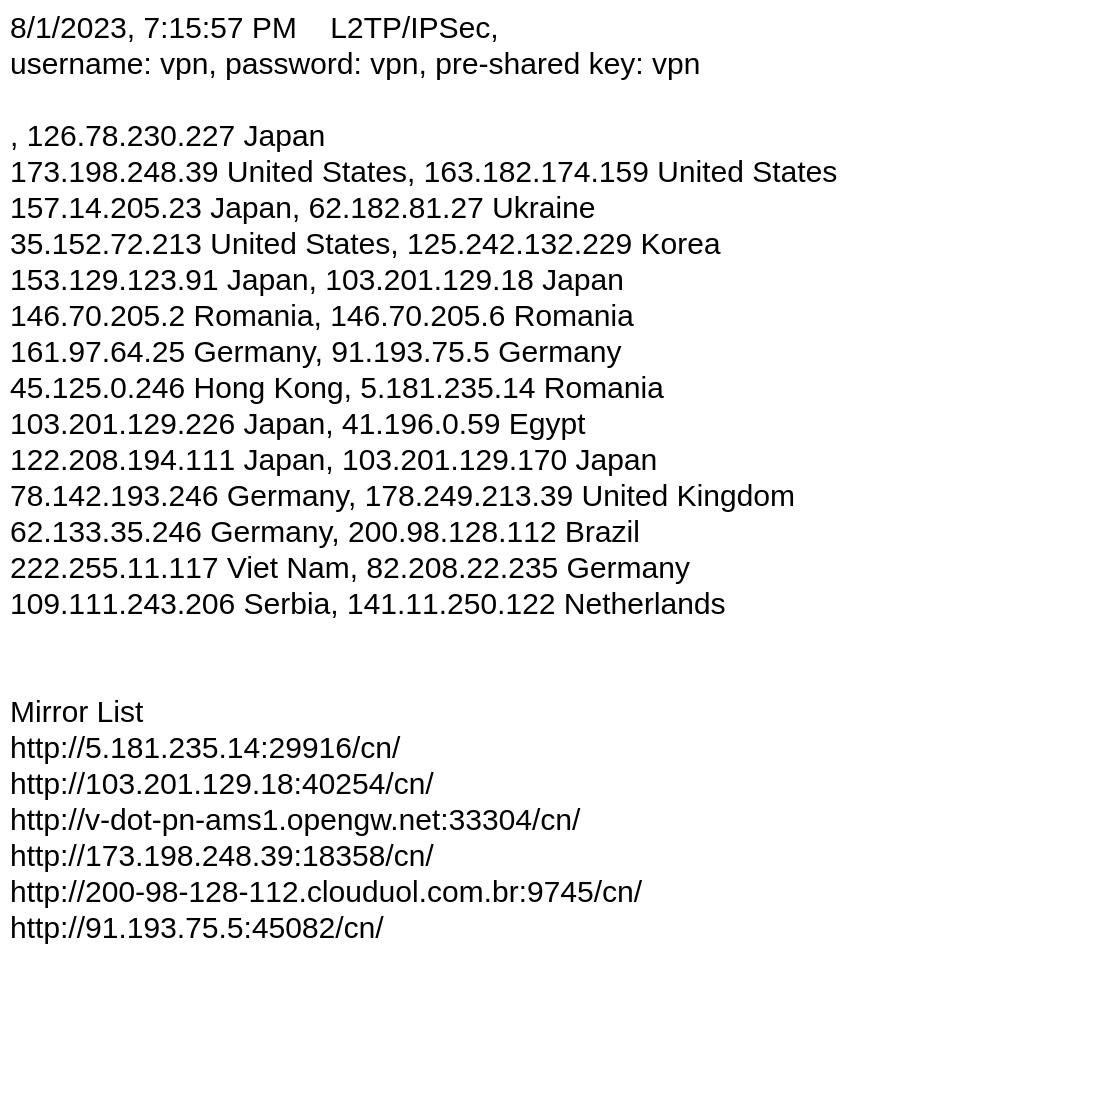 8/1/2023, 7:15:57 PM    L2TP/IPSec,
username: vpn, password: vpn, pre-shared key: vpn
, 126.78.230.227 Japan
173.198.248.39 United States, 163.182.174.159 United States
157.14.205.23 Japan, 62.182.81.27 Ukraine
35.152.72.213 United States, 125.242.132.229 Korea
153.129.123.91 Japan, 103.201.129.18 Japan
146.70.205.2 Romania, 146.70.205.6 Romania
161.97.64.25 Germany, 91.193.75.5 Germany
45.125.0.246 Hong Kong, 5.181.235.14 Romania
103.201.129.226 Japan, 41.196.0.59 Egypt
122.208.194.111 Japan, 103.201.129.170 Japan
78.142.193.246 Germany, 178.249.213.39 United Kingdom
62.133.35.246 Germany, 200.98.128.112 Brazil
222.255.11.117 Viet Nam, 82.208.22.235 Germany
109.111.243.206 Serbia, 141.11.250.122 Netherlands
Mirror List
http://5.181.235.14:29916/cn/
http://103.201.129.18:40254/cn/
http://v-dot-pn-ams1.opengw.net:33304/cn/
http://173.198.248.39:18358/cn/
http://200-98-128-112.clouduol.com.br:9745/cn/
http://91.193.75.5:45082/cn/